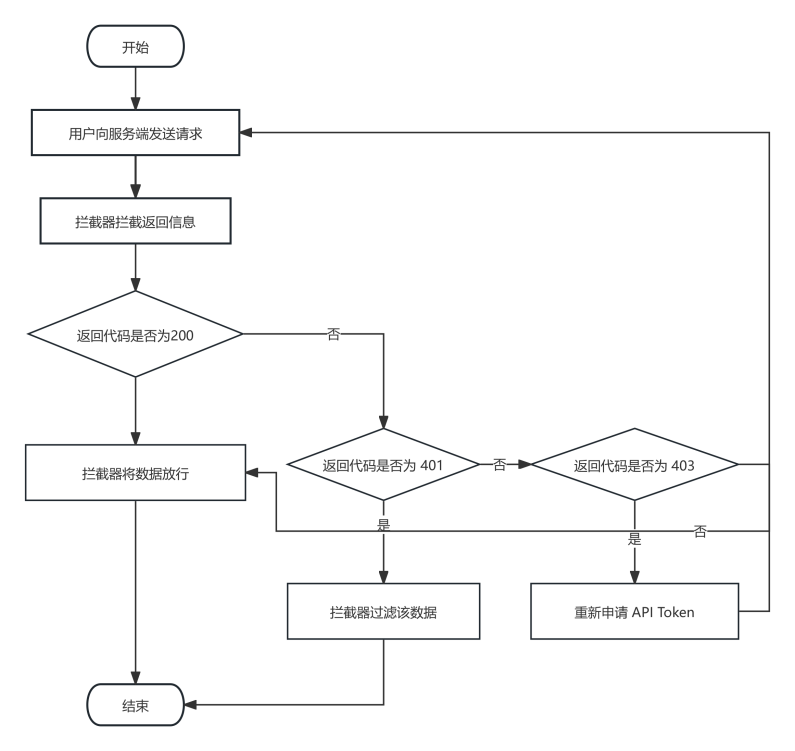 开始
用户向服务端发送请求
拦截器拦截返回信息
返回代码是否为200
否
拦截器将数据放行
返回代码是否为 401
否
返回代码是否为 403
是
是
否
拦截器过滤该数据
重新申请 API Token
结束